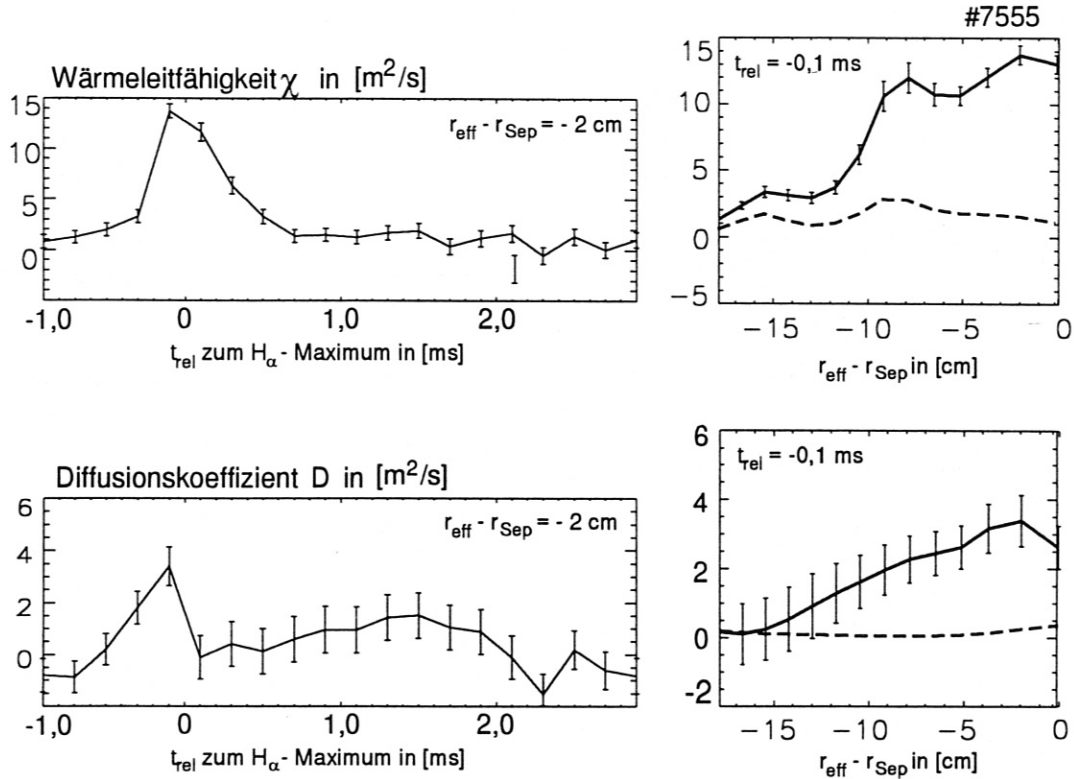 #7555
Wärmeleitfähigkeit χ in [m²/s]
r_eff - r_Sep = - 2 cm
15
10
5
0
-1,0 0 1,0 2,0
t_rel zum H_α - Maximum in [ms]
t_rel = -0,1 ms
15
10
5
0
−5
−15 −10 −5 0
r_eff - r_Sep in [cm]
Diffusionskoeffizient D in [m²/s]
r_eff - r_Sep = - 2 cm
6
4
2
0
-1,0 0 1,0 2,0
t_rel zum H_α - Maximum in [ms]
t_rel = -0,1 ms
6
4
2
0
-2
−15 −10 −5 0
r_eff - r_Sep in [cm]